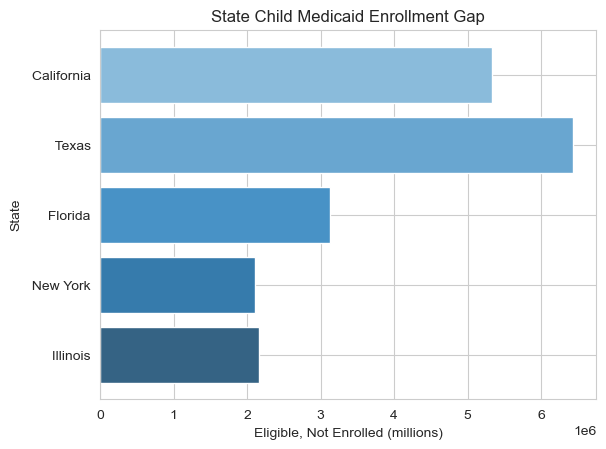 State Child Medicaid Enrollment Gap
State
California
Texas
Florida
New York
Illinois
0 1 2 3 4 5 6
1e6
Eligible, Not Enrolled (millions)